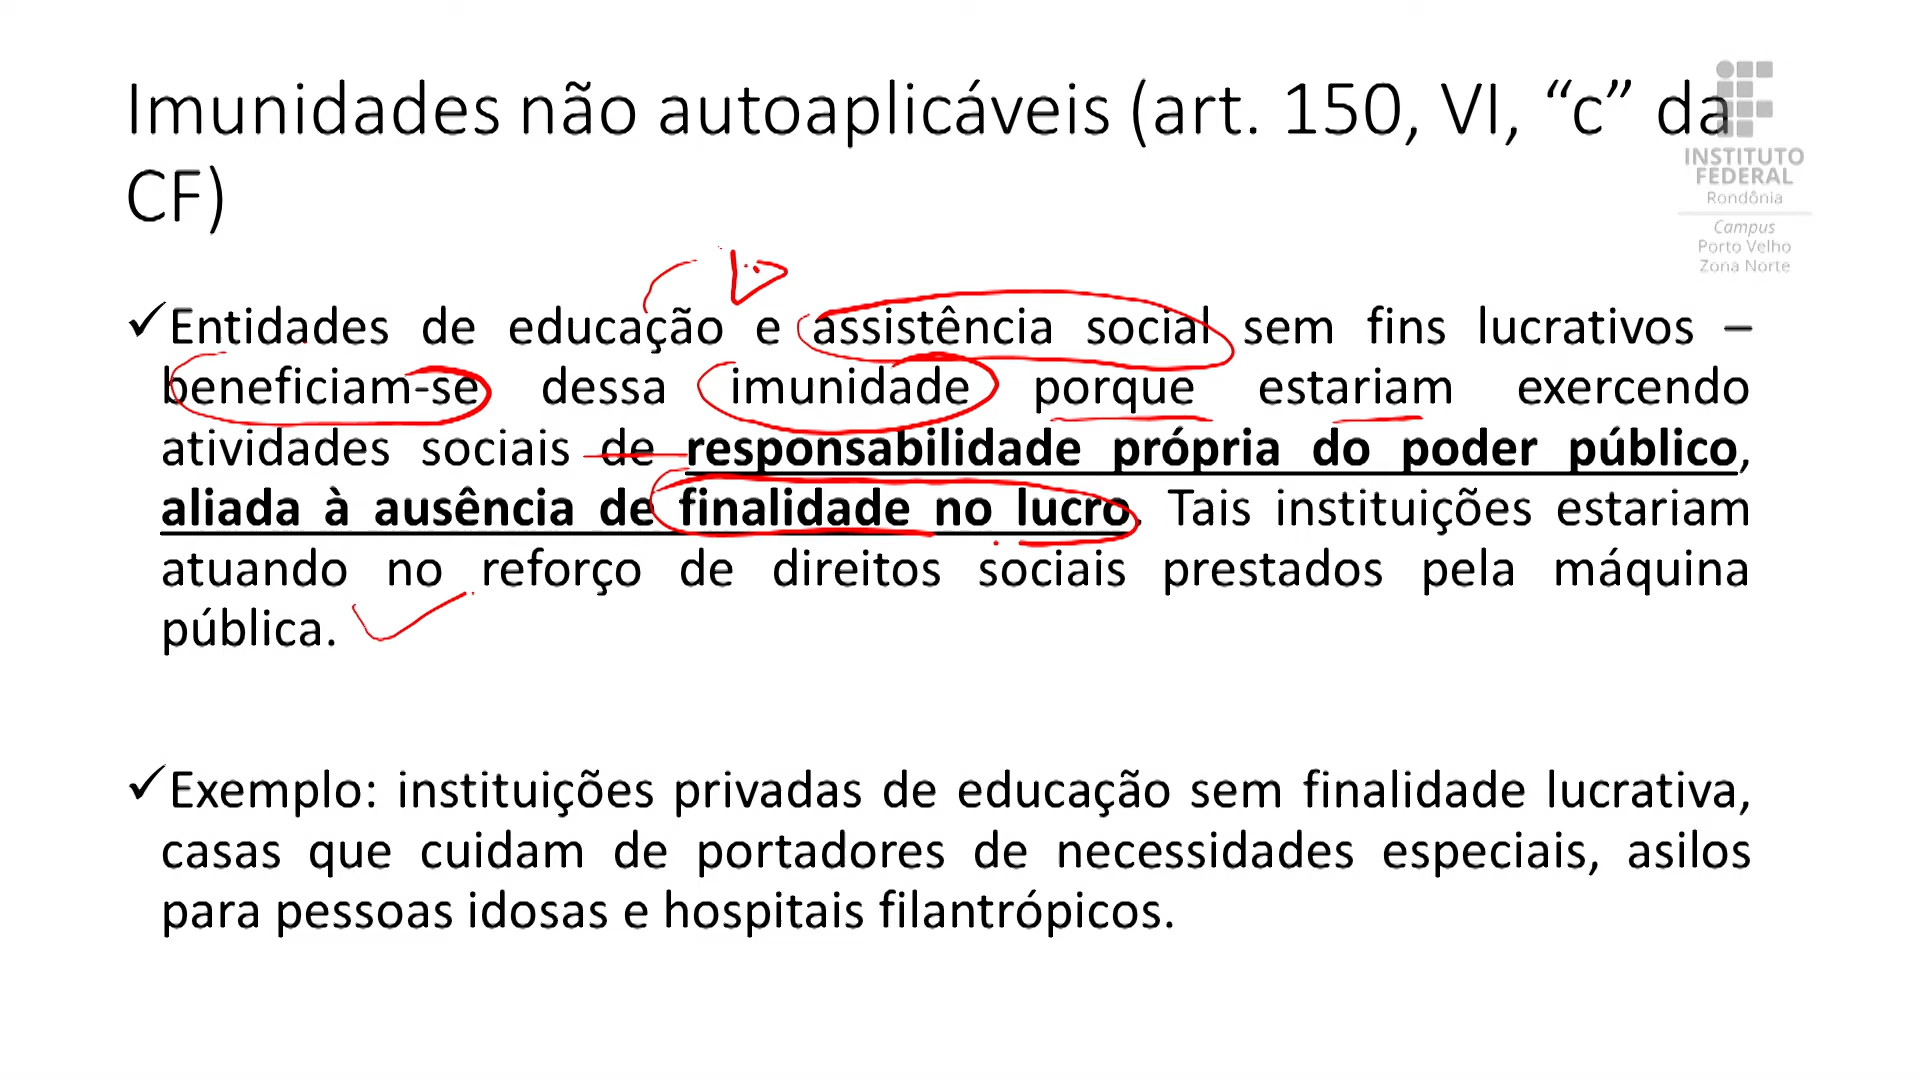 Imunidades não autoaplicáveis (art. 150, VI, “c” da
CF)
INSTITUTO
FEDERAL
Rondônia
Campus
Porto Velho
Zona Norte
✓Entidades de educação e assistência social sem fins lucrativos –
beneficiam-se dessa imunidade porque estariam exercendo
atividades sociais de responsabilidade própria do poder público,
aliada à ausência de finalidade no lucro. Tais instituições estariam
atuando no reforço de direitos sociais prestados pela máquina
pública.
✓Exemplo: instituições privadas de educação sem finalidade lucrativa,
casas que cuidam de portadores de necessidades especiais, asilos
para pessoas idosas e hospitais filantrópicos.